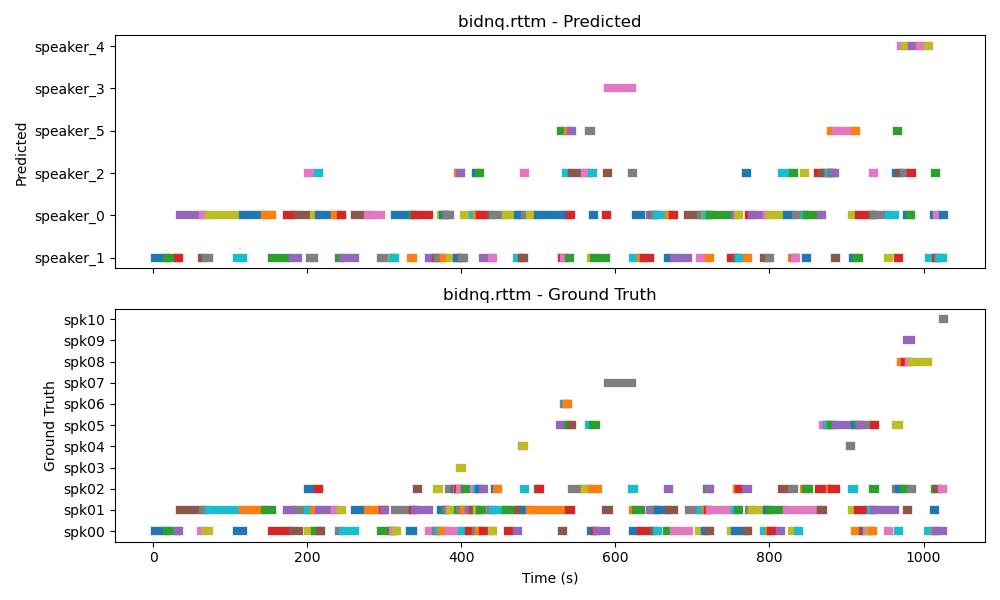 bidnq.rttm - Predicted
speaker_4
speaker_3
speaker_5
speaker_2
speaker_0
speaker_1
Predicted
bidnq.rttm - Ground Truth
spk10
spk09
spk08
spk07
spk06
spk05
spk04
spk03
spk02
spk01
spk00
Ground Truth
0 200 400 600 800 1000
Time (s)